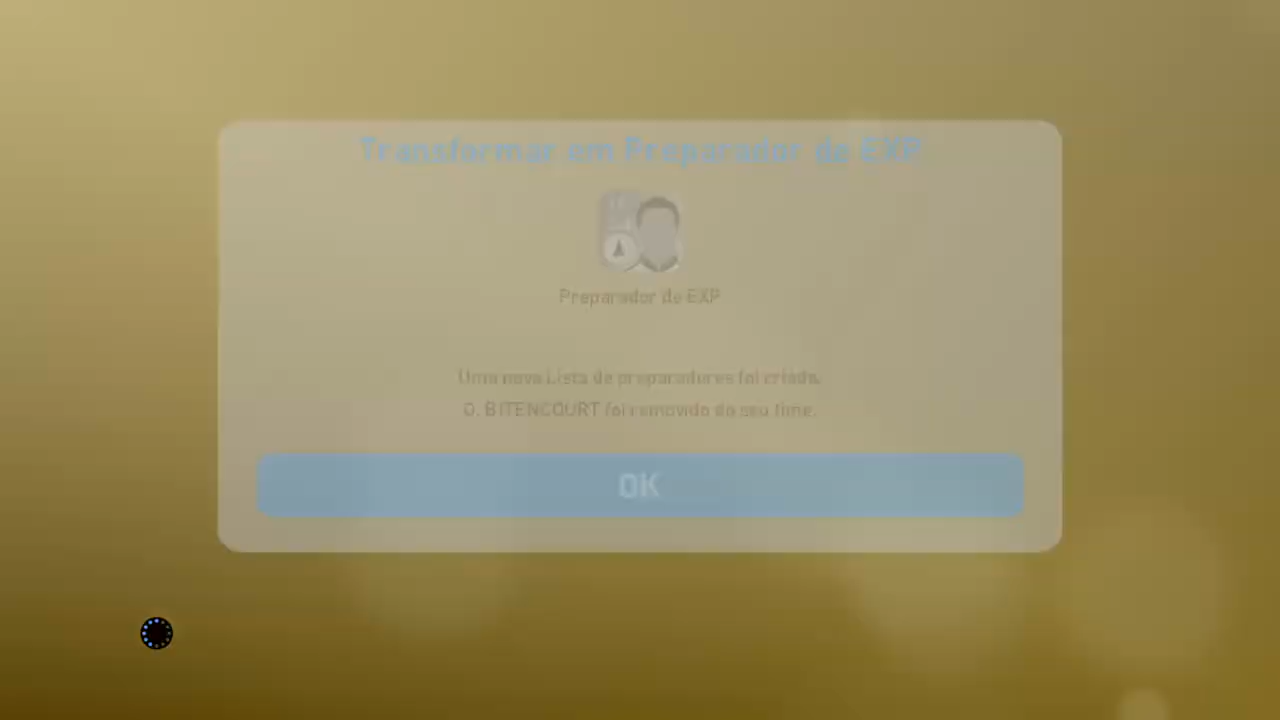 Transformar em Preparador de EXP
Preparador de EXP
Uma nova Lista de preparadores foi criada.
O. BITENCOURT foi removido do seu time.
OK